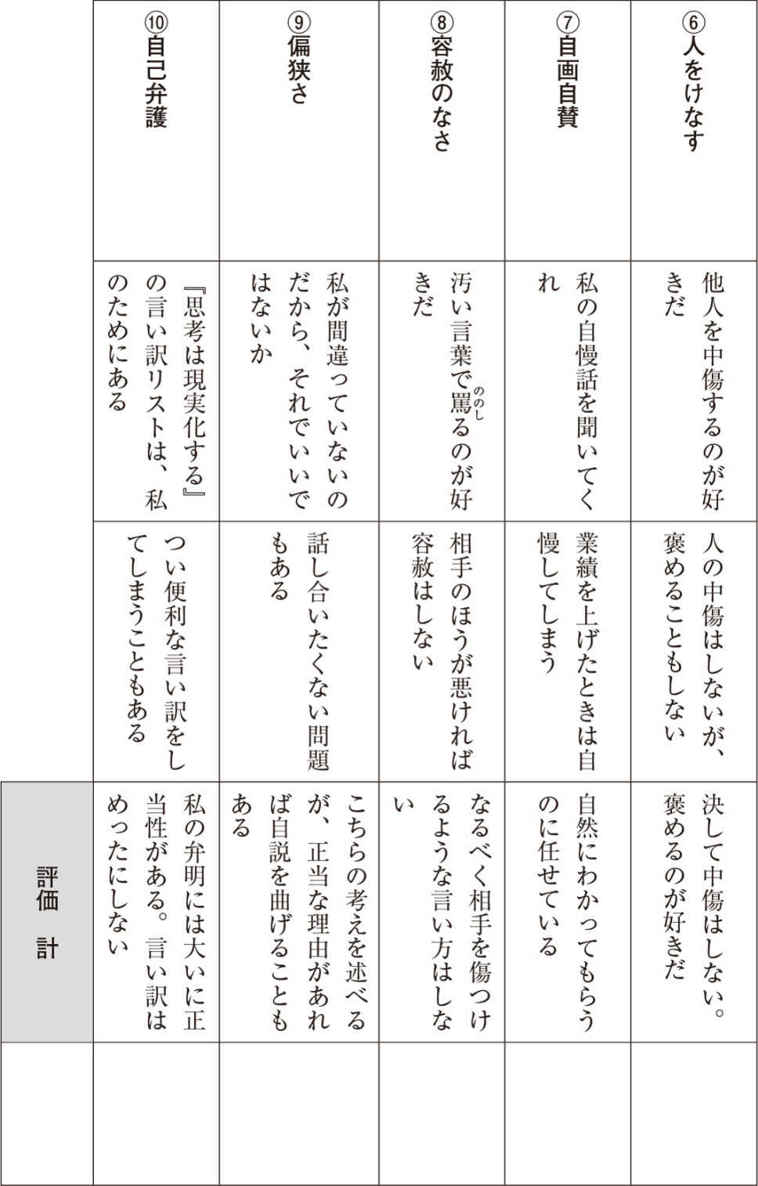 ⑥人をけなす
他人を中傷するのが好
きだ
人の中傷はしないが、
褒めることもしない
決して中傷はしない。
褒めるのが好きだ
⑦自画自賛
私の自慢話を聞いてく
れ
業績を上げたときは自
慢してしまう
自然にわかってもらう
のに任せている
⑧容赦のなさ
汚い言葉で罵るのが好
ののし
きだ
相手のほうが悪ければ
容赦はしない
なるべく相手を傷つけ
るような言い方はしな
い
⑨偏狭さ
私が間違っていないの
だから、それでいいで
はないか
話し合いたくない問題
もある
こちらの考えを述べる
が、正当な理由があれ
ば自説を曲げることも
ある
⑩自己弁護
『思考は現実化する』
の言い訳リストは、私
のためにある
つい便利な言い訳をし
てしまうこともある
私の弁明には大いに正
当性がある。言い訳は
めったにしない
評価　計